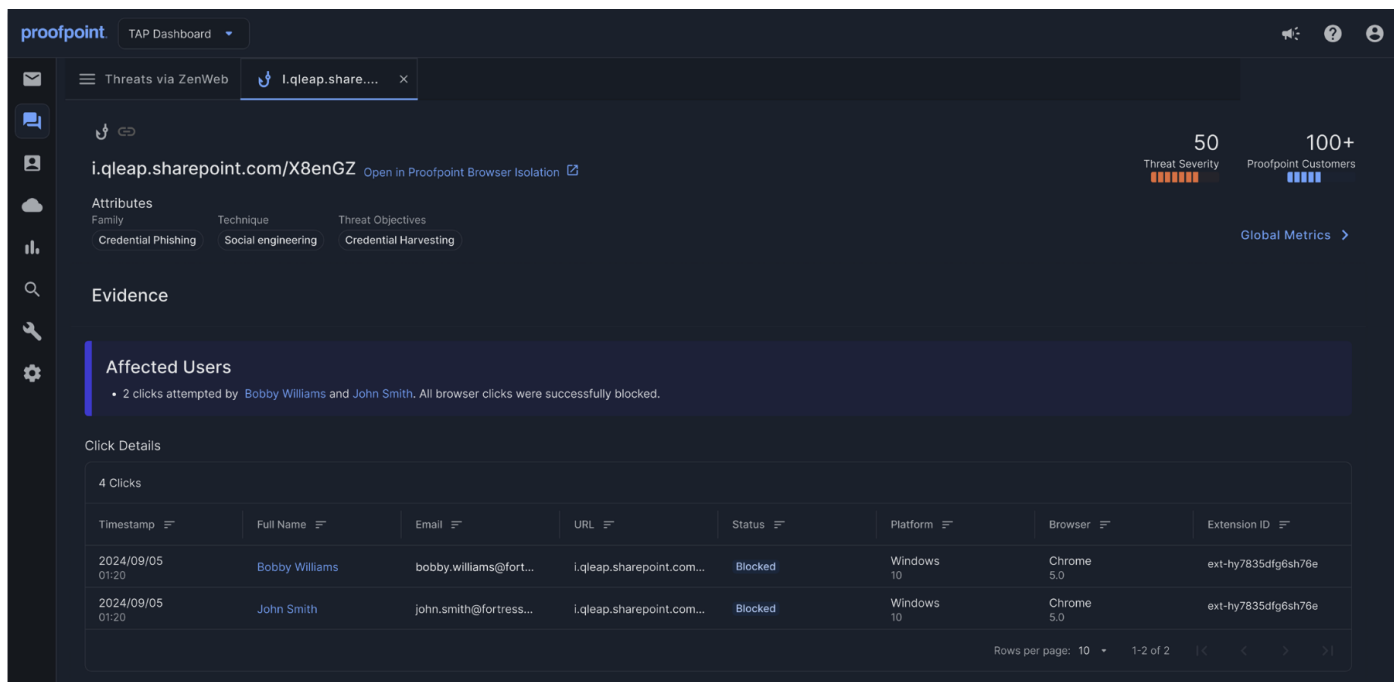 proofpoint. TAP Dashboard
Threats via ZenWeb I.qleap.share....
i.qleap.sharepoint.com/X8enGZ Open in Proofpoint Browser Isolation
50 100+
Threat Severity Proofpoint Customers
Attributes
Family Technique Threat Objectives
Credential Phishing Social engineering Credential Harvesting
Global Metrics
Evidence
Affected Users
• 2 clicks attempted by Bobby Williams and John Smith. All browser clicks were successfully blocked.
Click Details
4 Clicks
Timestamp Full Name Email URL Status Platform Browser Extension ID
2024/09/05 Bobby Williams bobby.williams@fort... i.qleap.sharepoint.com... Blocked Windows Chrome ext-hy7835dfg6sh76e
01:20 10 5.0
2024/09/05 John Smith john.smith@fortress... i.qleap.sharepoint.com... Blocked Windows Chrome ext-hy7835dfg6sh76e
01:20 10 5.0
Rows per page: 10 1-2 of 2